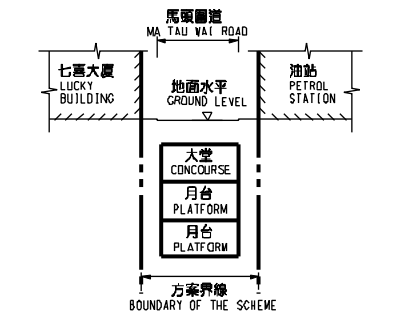 馬頭圍道
MA TAU WAI ROAD
七喜大廈
LUCKY
BUILDING
地面水平
GROUND LEVEL
油站
PETROL
STATION
大堂
CONCOURSE
月台
PLATFORM
月台
PLATFORM
方案界線
BOUNDARY OF THE SCHEME